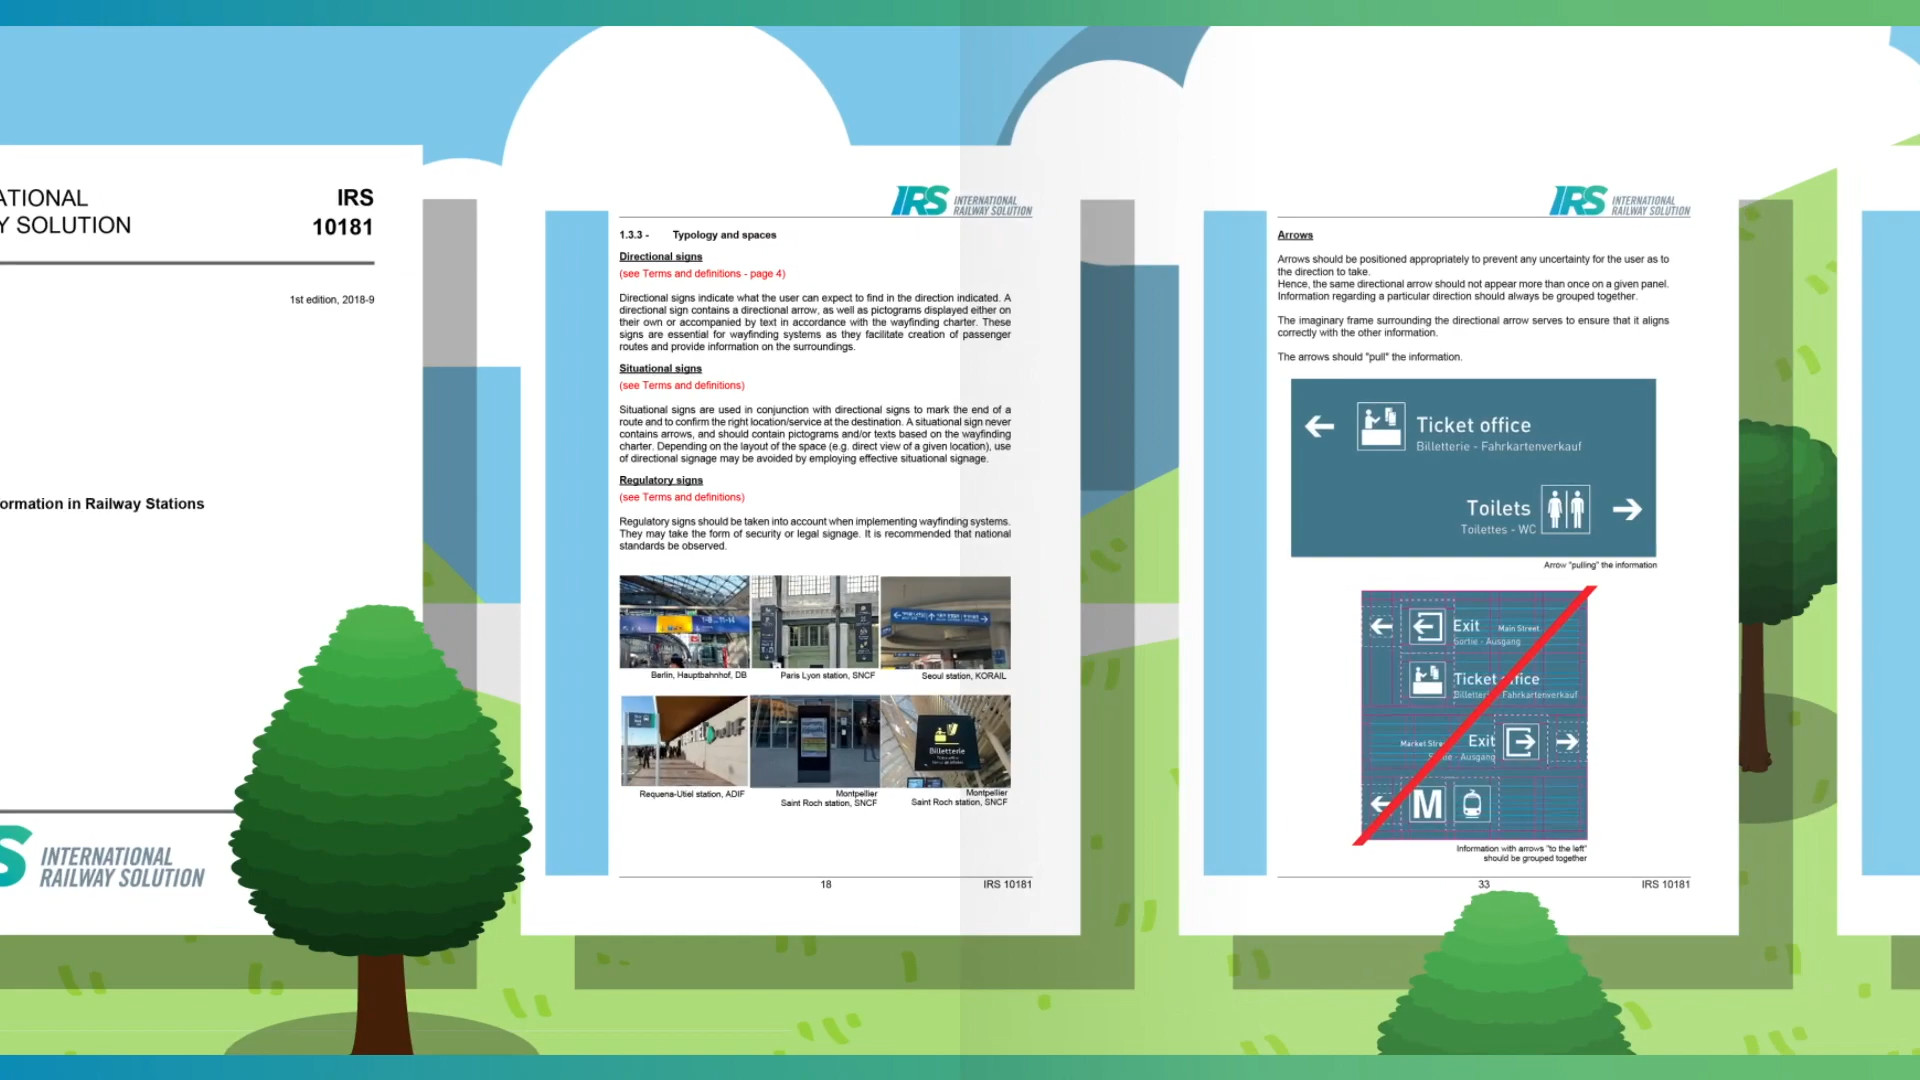 ATIONAL
Y SOLUTION
IRS
10181
1st edition, 2018-9
ormation in Railway Stations
S INTERNATIONAL
RAILWAY SOLUTION
IRS INTERNATIONAL
RAILWAY SOLUTION
1.3.3 - Typology and spaces
Directional signs
(see Terms and definitions - page 4)
Directional signs indicate what the user can expect to find in the direction indicated. A
directional sign contains a directional arrow, as well as pictograms displayed either on
their own or accompanied by text in accordance with the wayfinding charter. These
signs are essential for wayfinding systems as they facilitate creation of passenger
routes and provide information on the surroundings.
Situational signs
(see Terms and definitions)
Situational signs are used in conjunction with directional signs to mark the end of a
route and to confirm the right location/service at the destination. A situational sign never
contains arrows, and should contain pictograms and/or texts based on the wayfinding
charter. Depending on the layout of the space (e.g. direct view of a given location), use
of directional signage may be avoided by employing effective situational signage.
Regulatory signs
(see Terms and definitions)
Regulatory signs should be taken into account when implementing wayfinding systems.
They may take the form of security or legal signage. It is recommended that national
standards be observed.
Berlin, Hauptbahnhof, DB
Paris Lyon station, SNCF
Seoul station, KORAIL
Billetterie
Requena-Utiel station, ADIF
Montpellier
Saint Roch station, SNCF
Montpellier
Saint Roch station, SNCF
18
IRS 10181
IRS INTERNATIONAL
RAILWAY SOLUTION
Arrows
Arrows should be positioned appropriately to prevent any uncertainty for the user as to
the direction to take.
Hence, the same directional arrow should not appear more than once on a given panel.
Information regarding a particular direction should always be grouped together.
The imaginary frame surrounding the directional arrow serves to ensure that it aligns
correctly with the other information.
The arrows should "pull" the information.
Ticket office
Billetterie - Fahrkartenverkauf
Toilets
Toilettes - WC
Arrow "pulling" the information
Exit Main Street
Sortie - Ausgang
Ticket
Fahrkartenverkauf
Market Exit
Ausgang
M
Information with arrows "to the left"
should be grouped together
33
IRS 10181